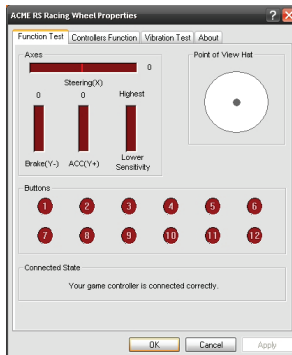 ACME RS Racing Wheel Properties
Function Test Controllers Function Vibration Test About
Axes
0
Steering(X)
0 0 Highest
Brake(Y-) ACC(Y+) Lower
Sensitivity
Point of View Hat
Buttons
1 2 3 4 5 6
7 8 9 10 11 12
Connected State
Your game controller is connected correctly.
OK Cancel Apply